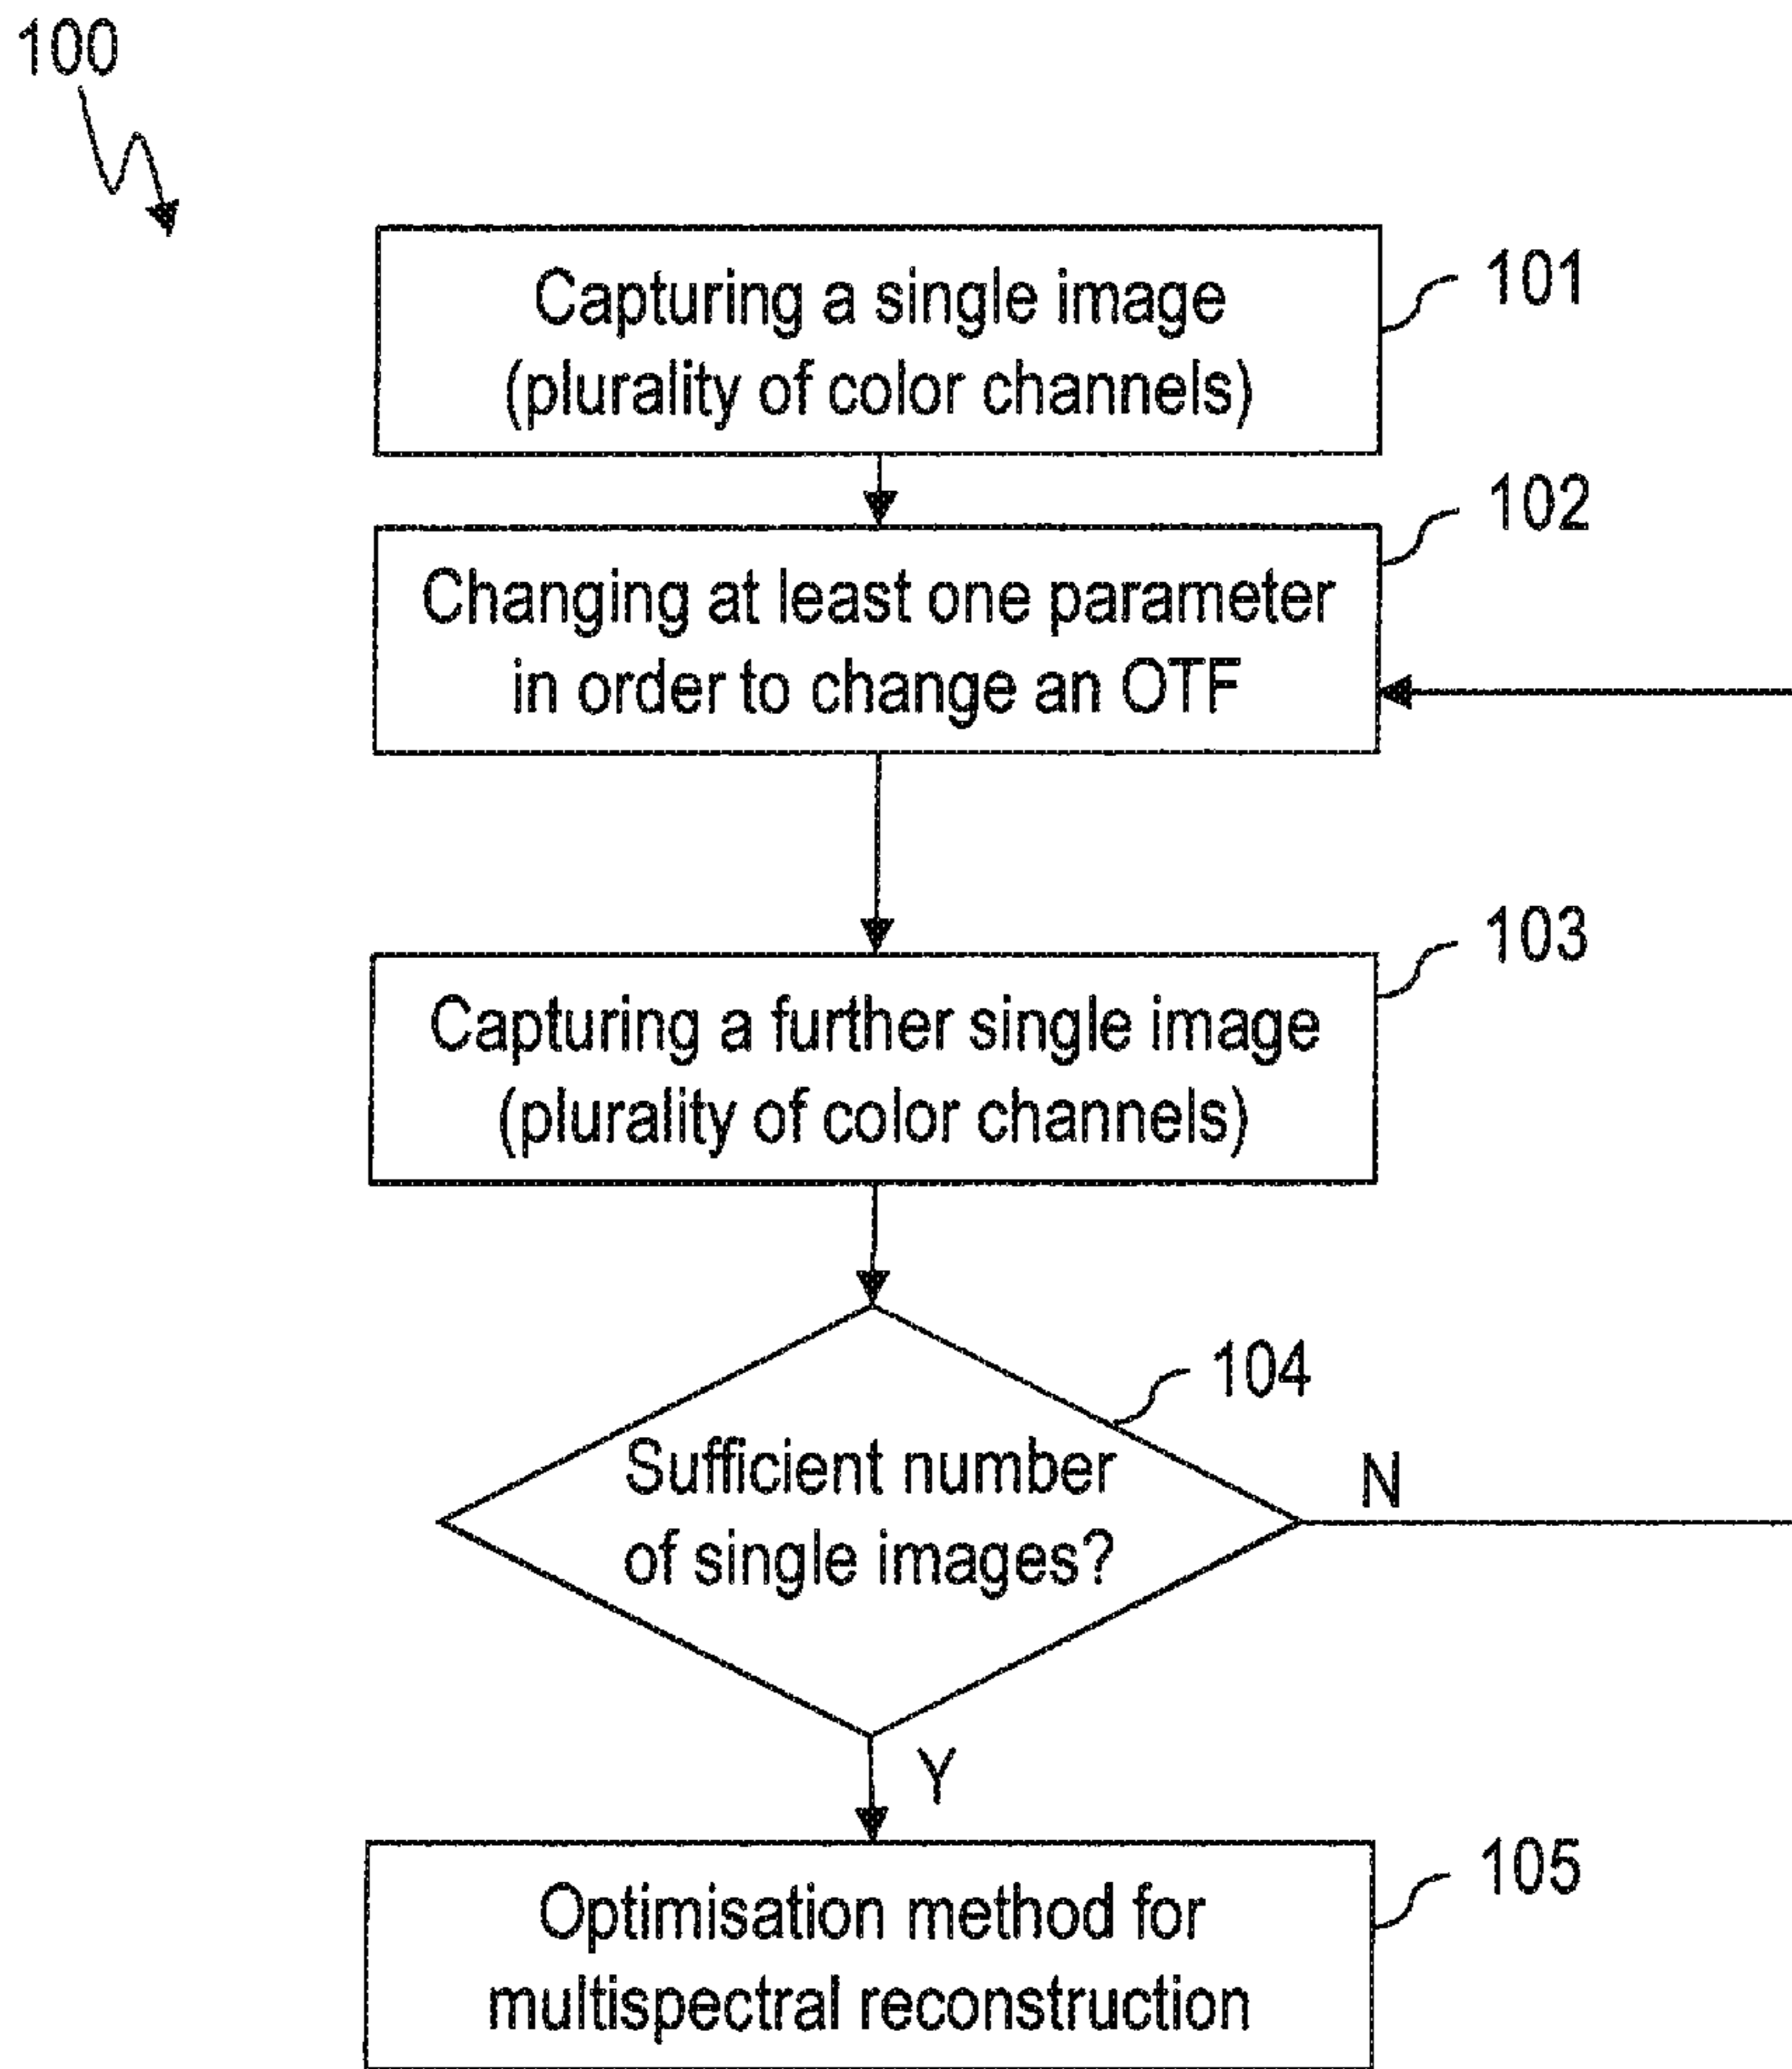 100
Capturing a single image
(plurality of color channels)
101
Changing at least one parameter
in order to change an OTF
102
Capturing a further single image
(plurality of color channels)
103
Sufficient number
of single images?
104
N
Y
Optimisation method for
multispectral reconstruction
105